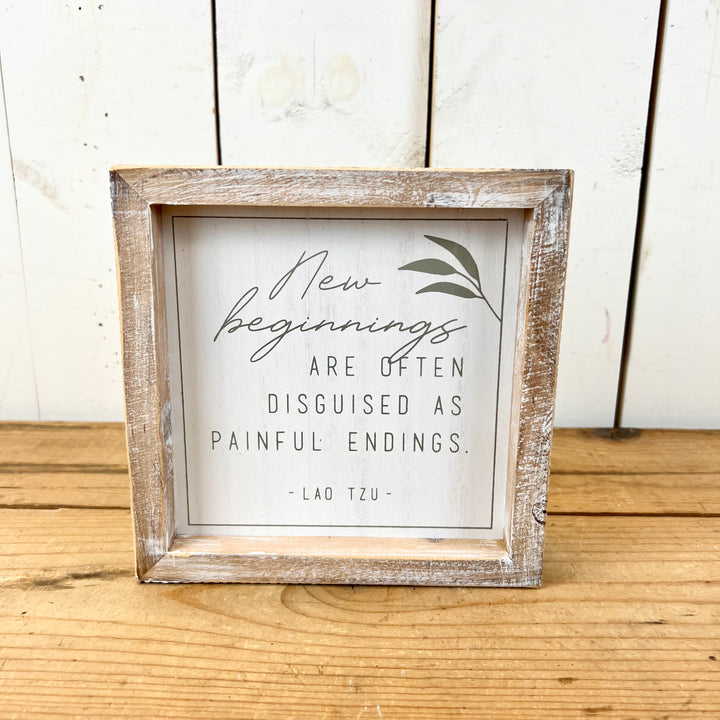 New
beginnings
ARE OFTEN
DISGUISED AS
PAINFUL ENDINGS.
- LAO TZU -